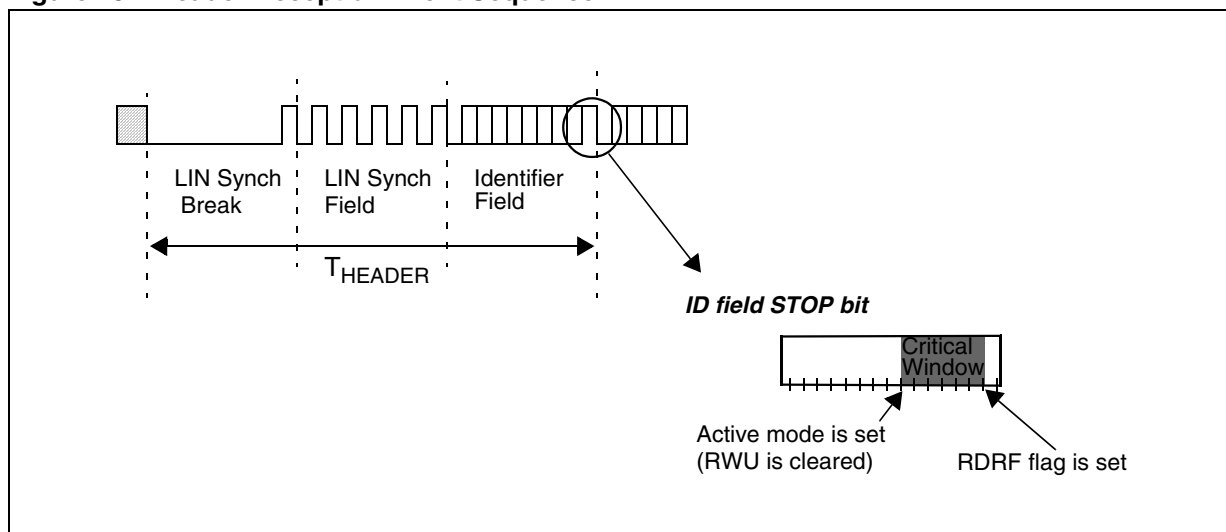 LIN Synch
Break
LIN Synch
Field
Identifier
Field
THEADER
ID field STOP bit
Critical
Window
Active mode is set
(RWU is cleared)
RDRF flag is set